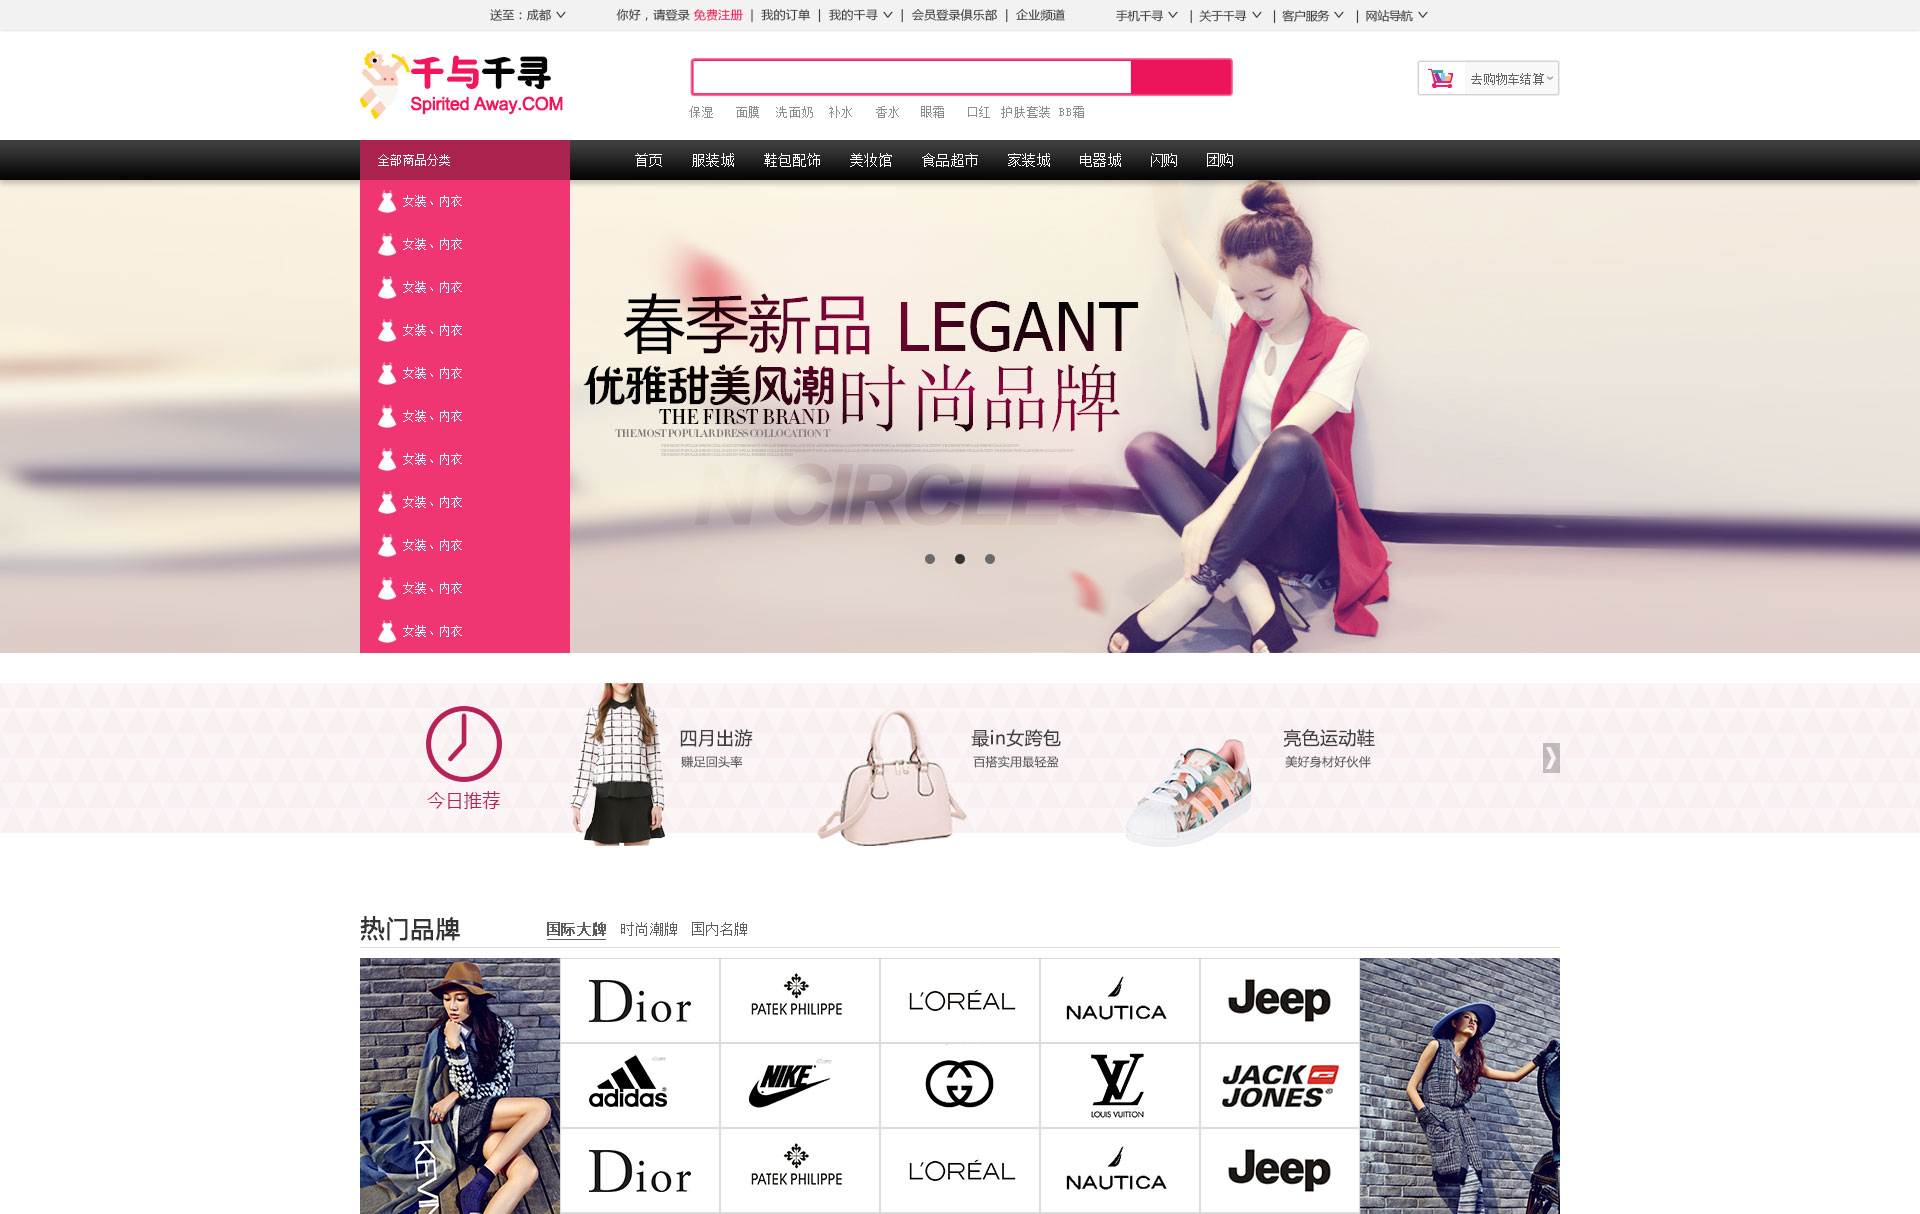 送至：成都
你好，请登录 免费注册 | 我的订单 | 我的千寻 | 会员登录俱乐部 | 企业频道
手机千寻 | 关于千寻 | 客户服务 | 网站导航
千与千寻
Spirited Away.COM
去购物车结算
保湿 面膜 洗面奶 补水 香水 眼霜 口红 护肤套装 BB霜
全部商品分类
首页 服装城 鞋包配饰 美妆馆 食品超市 家装城 电器城 闪购 团购
女装、内衣
女装、内衣
女装、内衣
女装、内衣
女装、内衣
女装、内衣
女装、内衣
女装、内衣
女装、内衣
女装、内衣
女装、内衣
春季新品 LEGANT
优雅甜美风潮时尚品牌
THE FIRST BRAND
THE MOST POPULAR DRESS COLLOCATION T
N CIRCLES
今日推荐
四月出游
赚足回头率
最in女跨包
百搭实用最轻盈
亮色运动鞋
美好身材好伙伴
热门品牌
国际大牌 时尚潮牌 国内名牌
Dior
PATEK PHILIPPE
L'ORÉAL
NAUTICA
Jeep
adidas
NIKE
LOUIS VUITTON
JACK JONES
Dior
PATEK PHILIPPE
L'ORÉAL
NAUTICA
Jeep
KEVIN